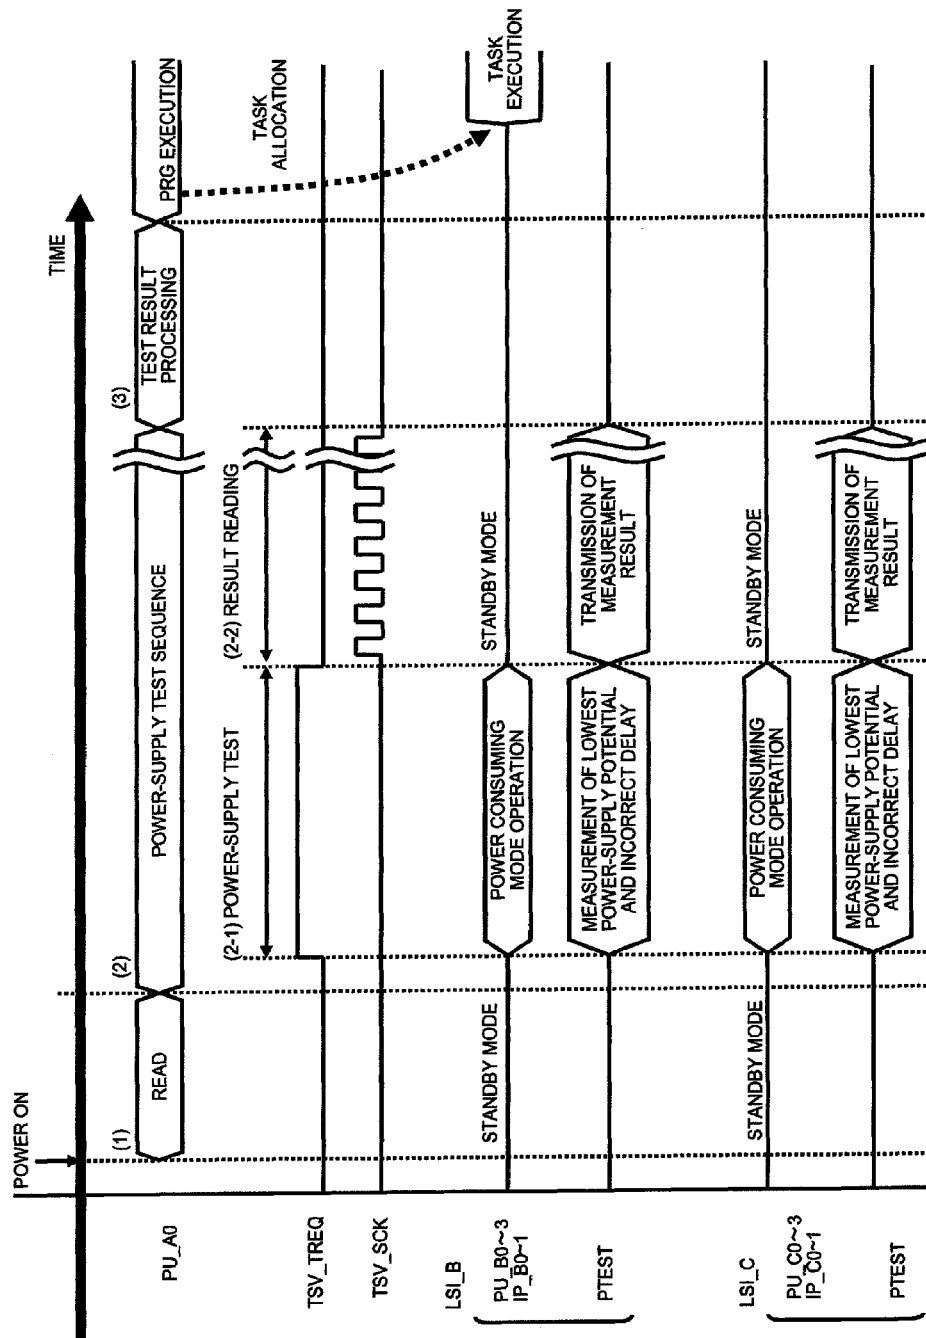 POWER ON
TIME
PU_A0
(1)
READ
(2)
POWER-SUPPLY TEST SEQUENCE
(3)
TEST RESULT
PROCESSING
PRG EXECUTION
(2-1) POWER-SUPPLY TEST
(2-2) RESULT READING
TASK
ALLOCATION
TSV_TREQ
TSV_SCK
LSI_B
PU_B0~3
IP_B0~1
STANDBY MODE
POWER CONSUMING
MODE OPERATION
STANDBY MODE
TASK
EXECUTION
PTEST
MEASUREMENT OF LOWEST
POWER-SUPPLY POTENTIAL
AND INCORRECT DELAY
TRANSMISSION OF
MEASUREMENT
RESULT
LSI_C
PU_C0~3
IP_C0~1
STANDBY MODE
POWER CONSUMING
MODE OPERATION
STANDBY MODE
PTEST
MEASUREMENT OF LOWEST
POWER-SUPPLY POTENTIAL
AND INCORRECT DELAY
TRANSMISSION OF
MEASUREMENT
RESULT